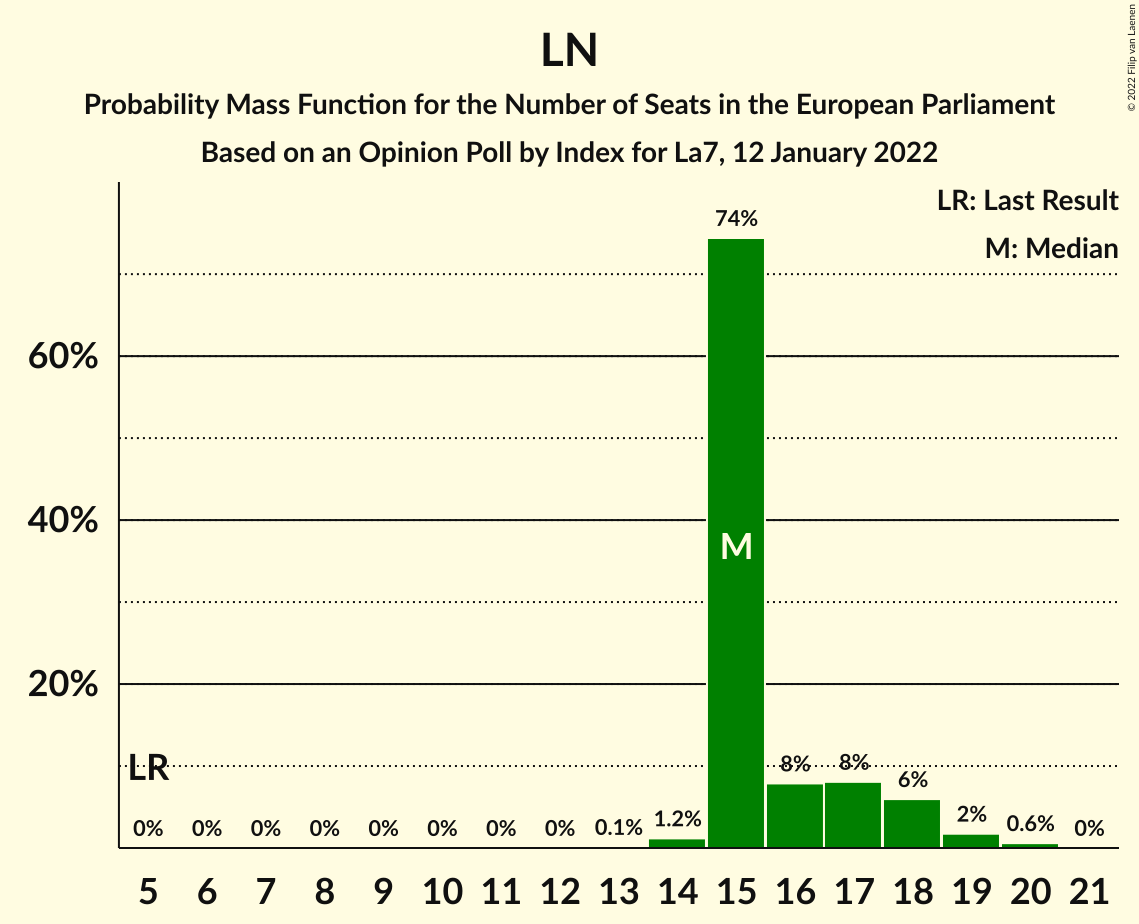 LN
Probability Mass Function for the Number of Seats in the European Parliament
Based on an Opinion Poll by Index for La7, 12 January 2022
© 2022 Filip van Laenen
LR: Last Result
M: Median
74%
60%
40%
M
20%
LR
8%
8%
6%
0%
0%
0%
0%
0%
0%
0%
0%
0.1%
1.2%
2%
0.6%
0%
5 6 7 8 9 10 11 12 13 14 15 16 17 18 19 20 21